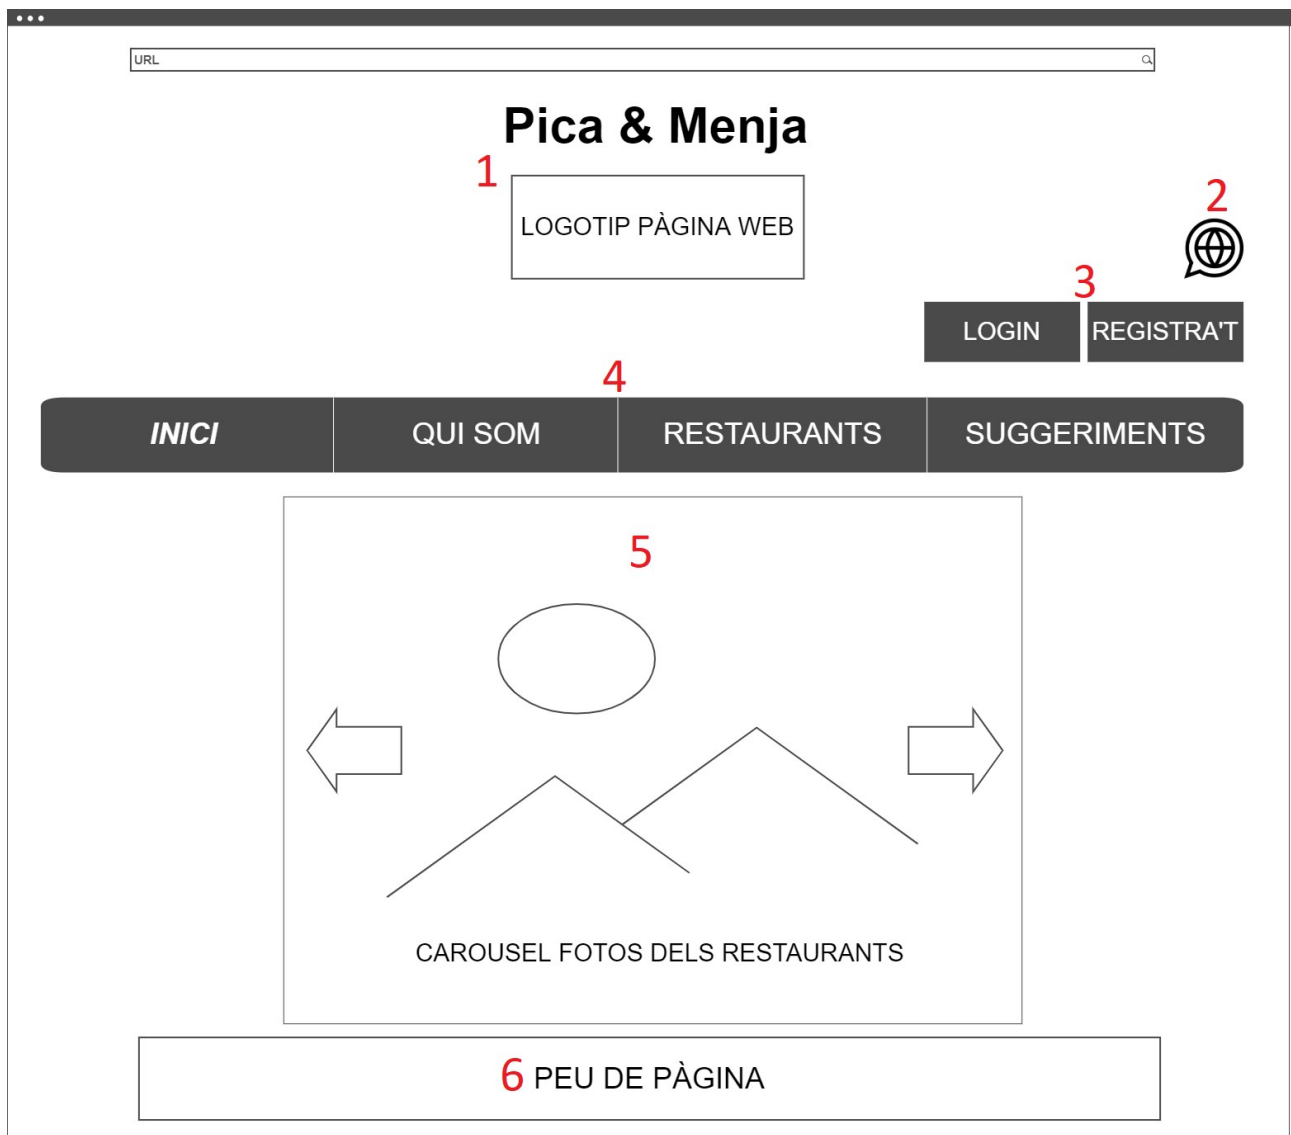 URL
Pica & Menja
1
LOGOTIP PÀGINA WEB
2
3
LOGIN
REGISTRA'T
4
INICI
QUI SOM
RESTAURANTS
SUGGERIMENTS
5
CAROUSEL FOTOS DELS RESTAURANTS
6 PEU DE PÀGINA